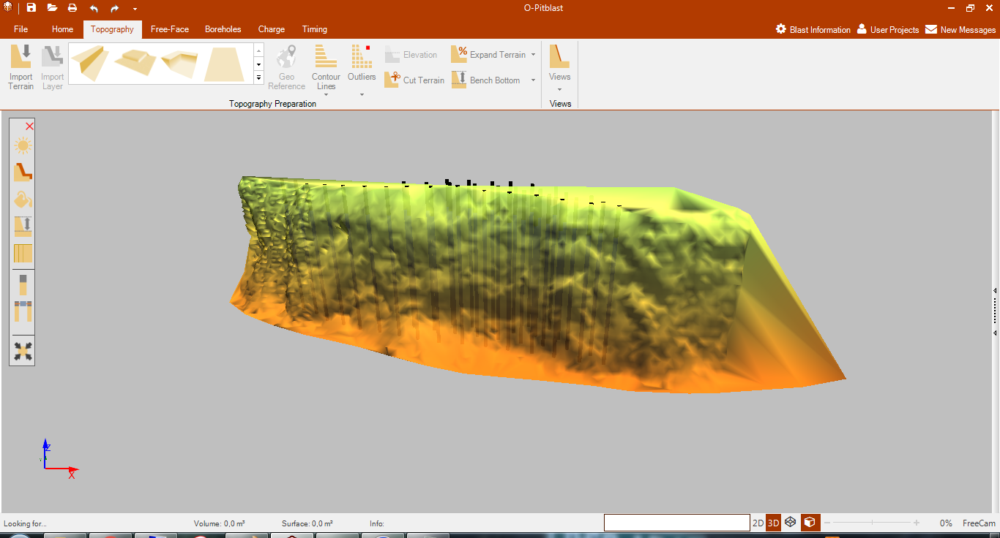 O-Pitblast
File Home Topography Free-Face Boreholes Charge Timing Blast Information User Projects New Messages
Import Terrain
Import Layer
Geo Reference
Contour Lines
Outliers
Elevation
Cut Terrain
% Expand Terrain
Bench Bottom
Views
Topography Preparation
Views
Z
Y
X
Looking for... Volume: 0,0 m³ Surface: 0,0 m² Info: 2D 3D 0% FreeCam